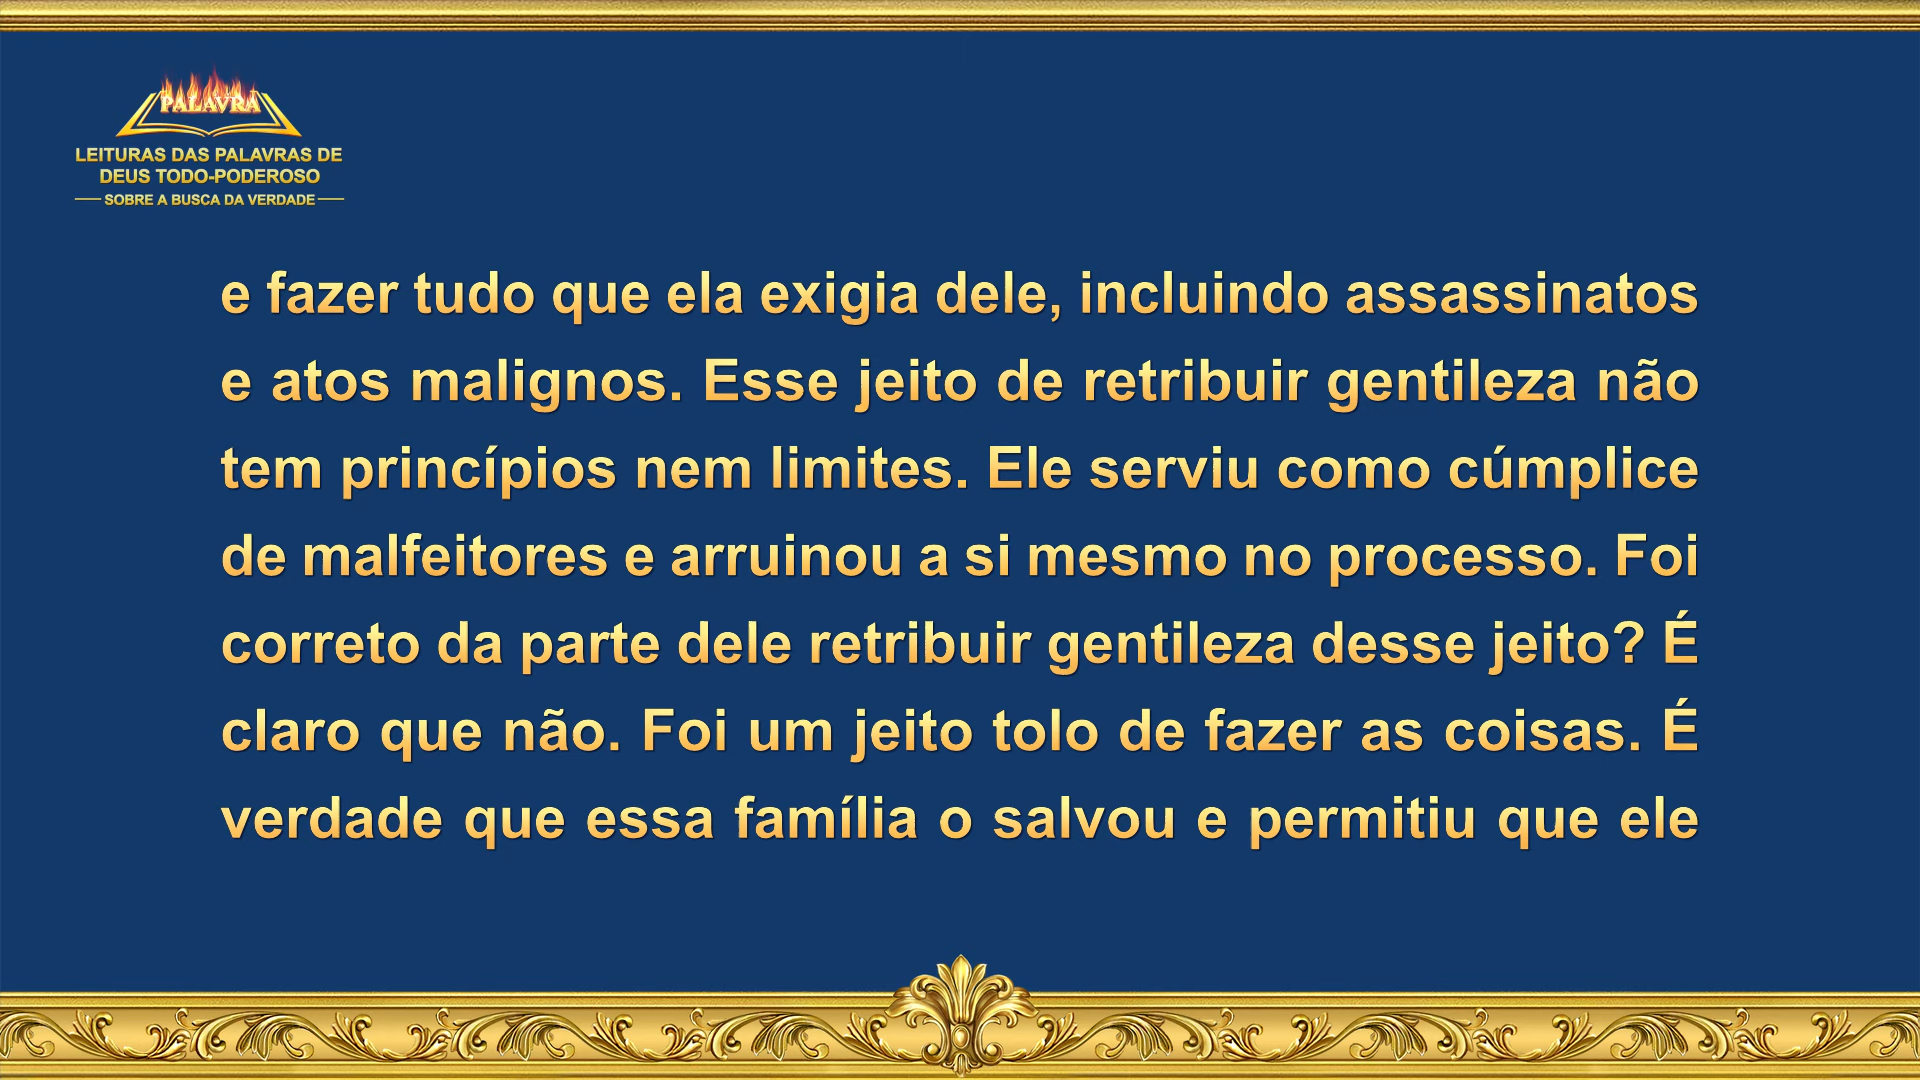 PALAVRA
LEITURAS DAS PALAVRAS DE
DEUS TODO-PODEROSO
SOBRE A BUSCA DA VERDADE
e fazer tudo que ela exigia dele, incluindo assassinatos
e atos malignos. Esse jeito de retribuir gentileza não
tem princípios nem limites. Ele serviu como cúmplice
de malfeitores e arruinou a si mesmo no processo. Foi
correto da parte dele retribuir gentileza desse jeito? É
claro que não. Foi um jeito tolo de fazer as coisas. É
verdade que essa família o salvou e permitiu que ele